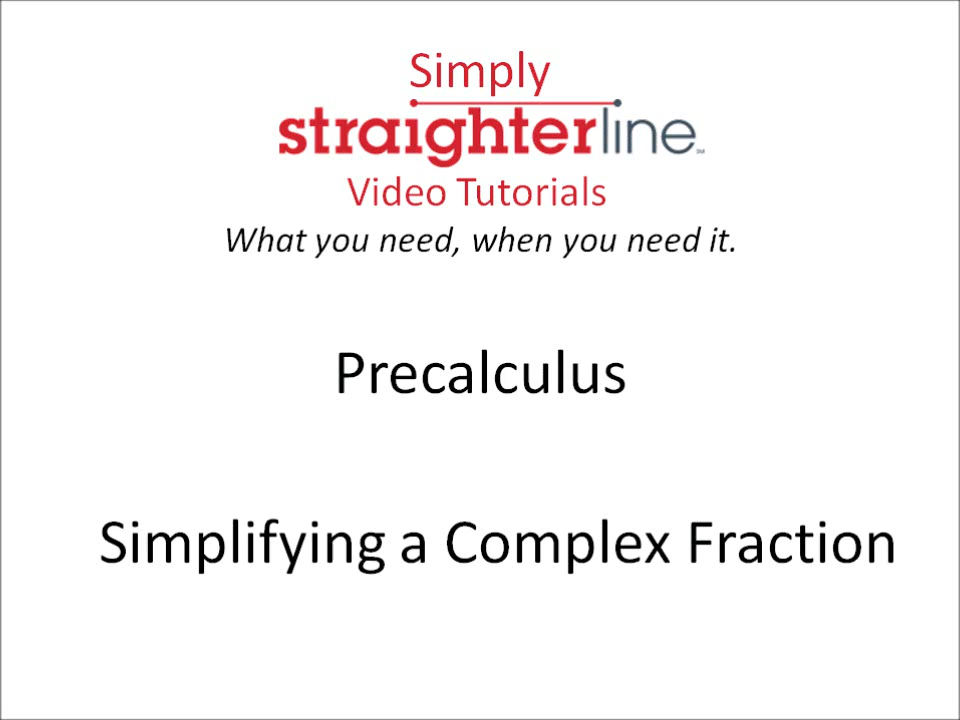 Simply
straighterline
Video Tutorials
What you need, when you need it.
Precalculus
Simplifying a Complex Fraction